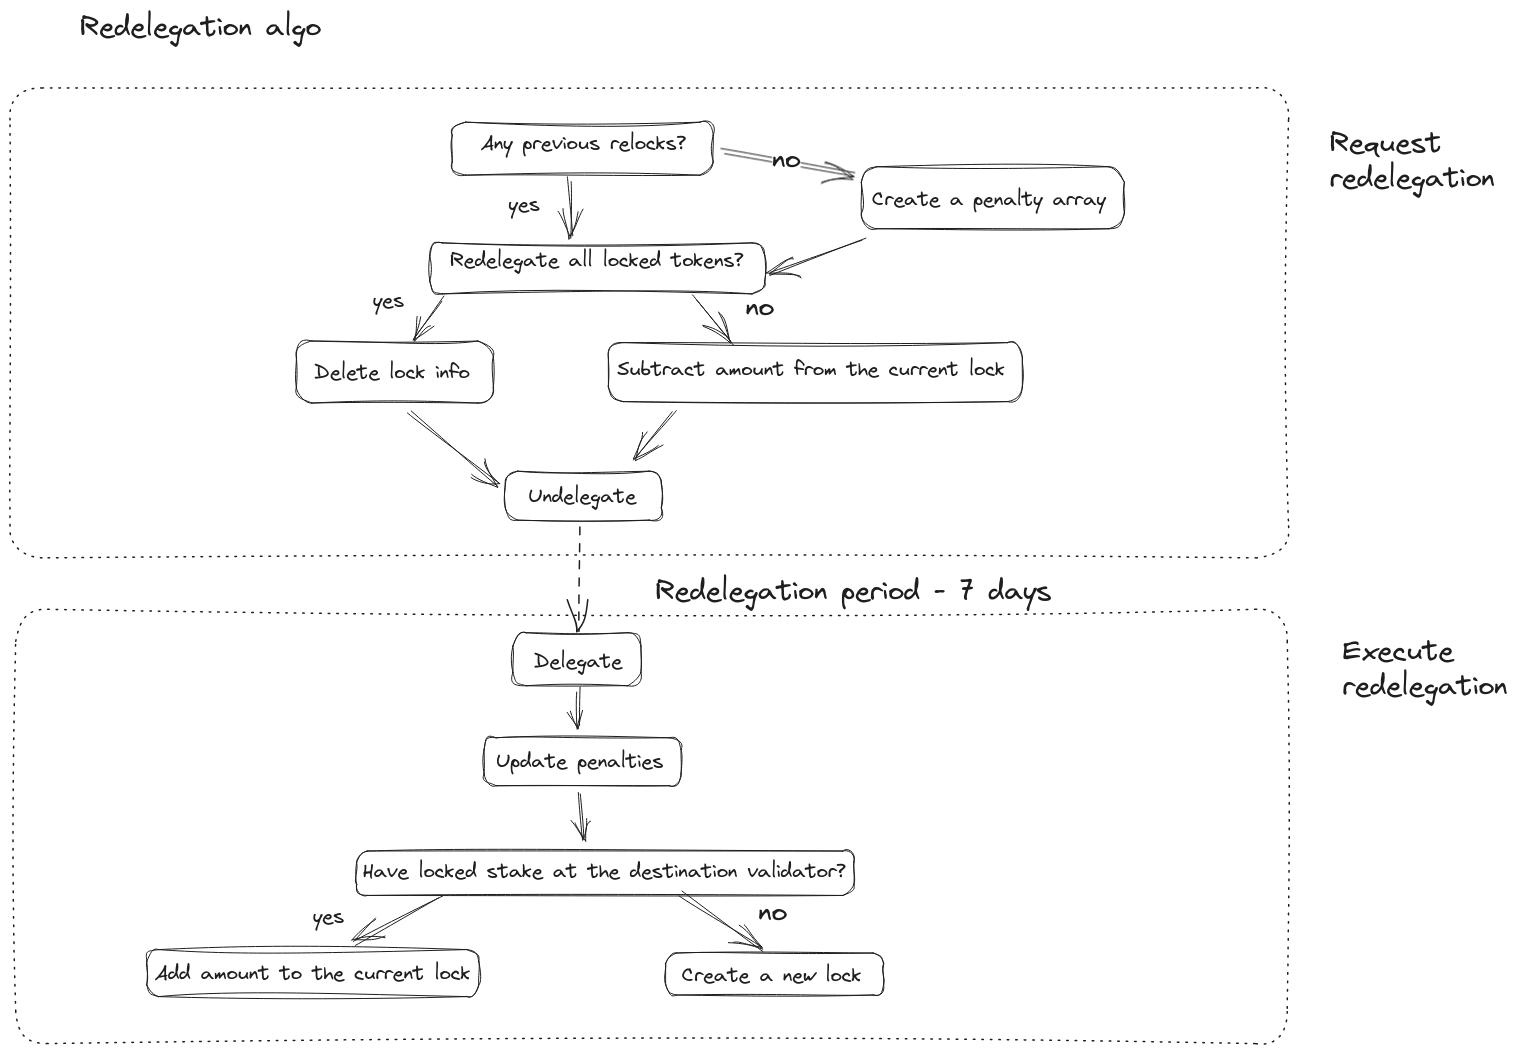 Redelegation algo
Any previous relocks?
no
Request
redelegation
Create a penalty array
yes
Redelegate all locked tokens?
yes
no
Delete lock info
Subtract amount from the current lock
Undelegate
Redelegation period - 7 days
Delegate
Execute
redelegation
Update penalties
Have locked stake at the destination validator?
yes
no
Add amount to the current lock
Create a new lock